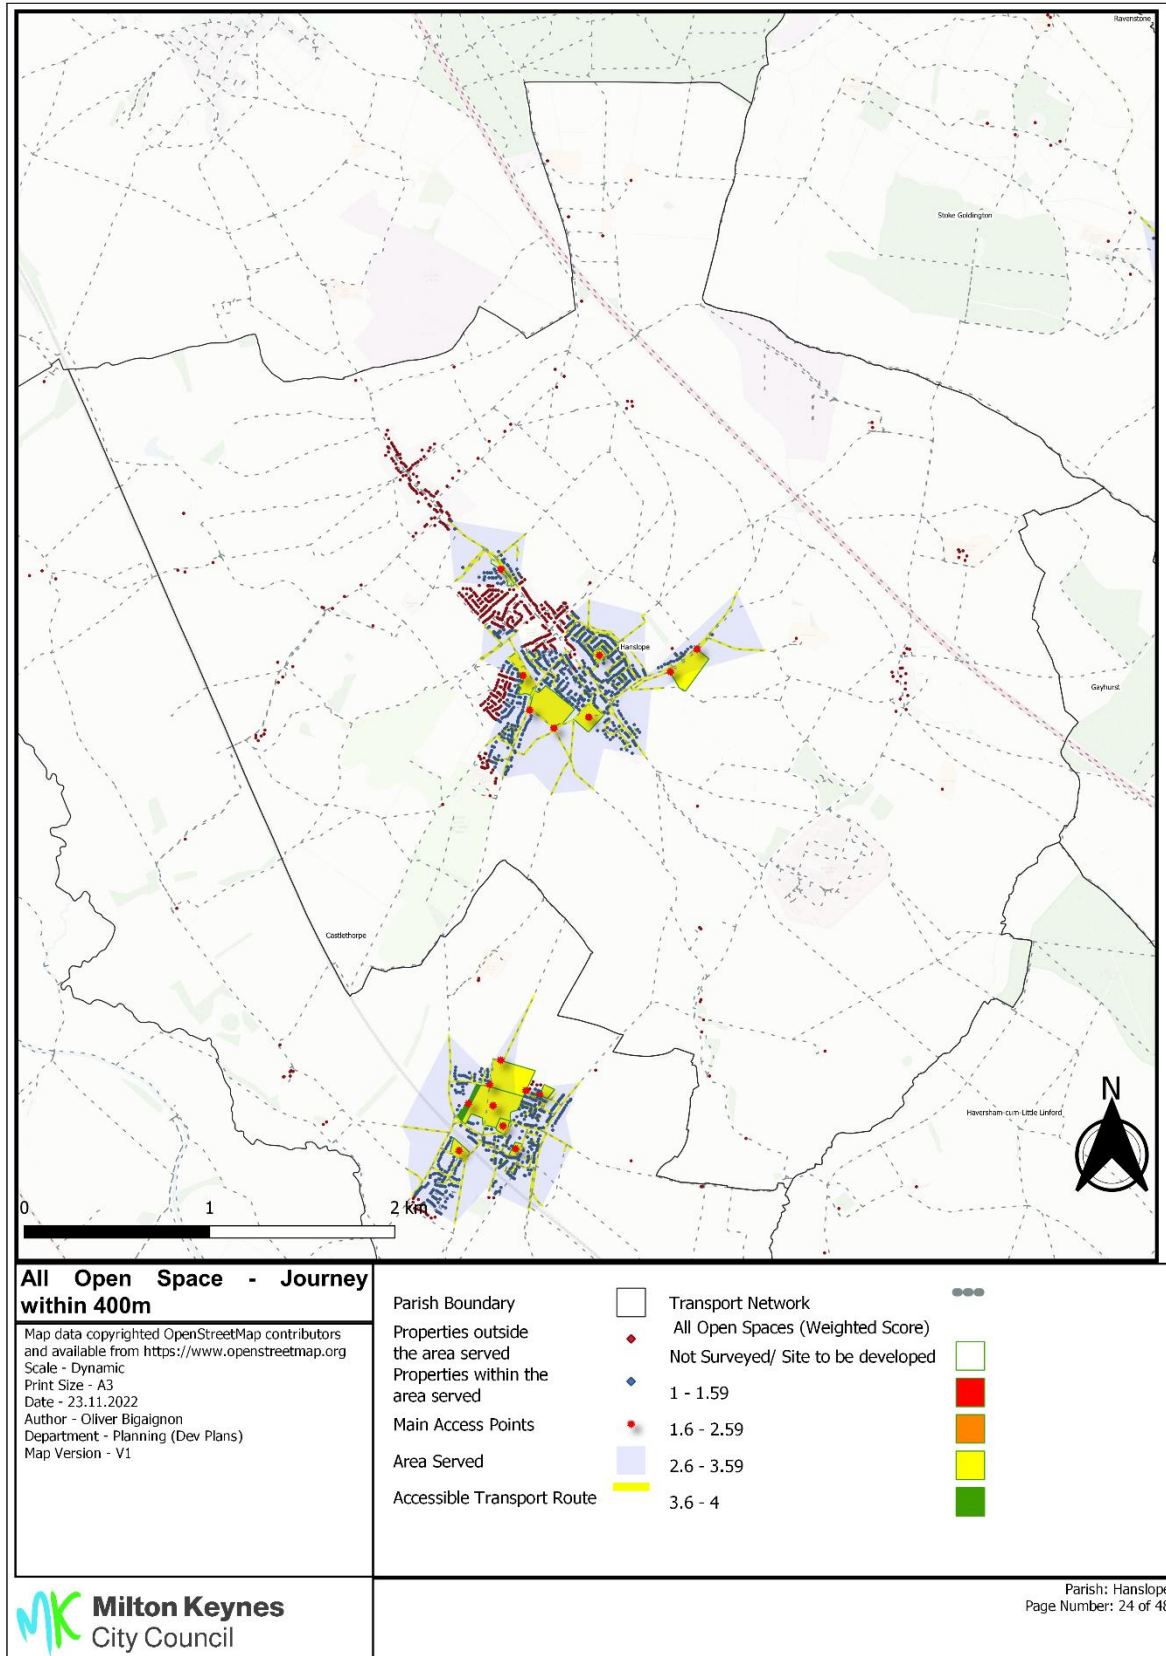 Ravenstone
Stoke Goldington
Hanslope
Gayhurst
Castlethorpe
Haversham-cum-Little Linford
N
0 1 2 km
All Open Space - Journey
within 400m
Map data copyrighted OpenStreetMap contributors
and available from https://www.openstreetmap.org
Scale - Dynamic
Print Size - A3
Date - 23.11.2022
Author - Oliver Bigaignon
Department - Planning (Dev Plans)
Map Version - V1
Parish Boundary
Properties outside
the area served
Properties within the
area served
Main Access Points
Area Served
Accessible Transport Route
Transport Network
All Open Spaces (Weighted Score)
Not Surveyed/ Site to be developed
1 - 1.59
1.6 - 2.59
2.6 - 3.59
3.6 - 4
MK Milton Keynes
City Council
Parish: Hanslope
Page Number: 24 of 48